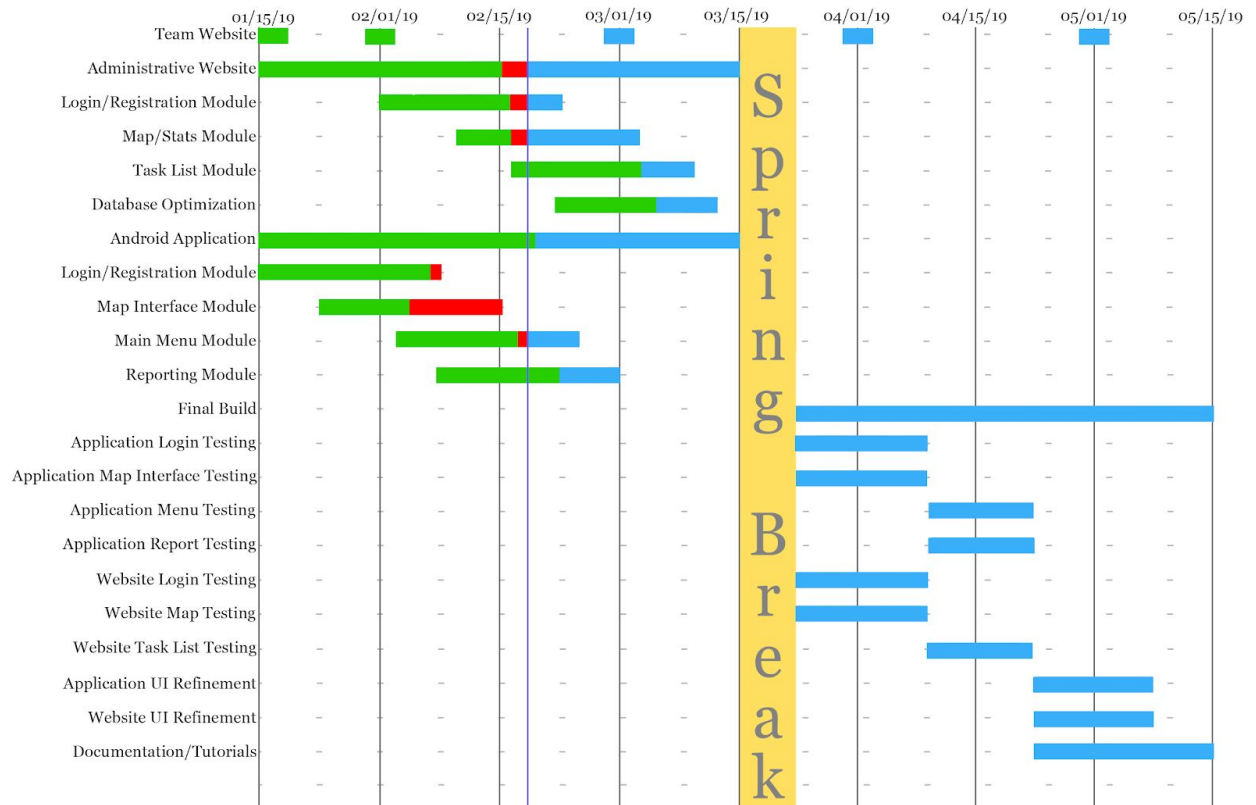 01/15/19 02/01/19 02/15/19 03/01/19 03/15/19 04/01/19 04/15/19 05/01/19 05/15/19
Team Website
Administrative Website
Login/Registration Module
Map/Stats Module
Task List Module
Database Optimization
Android Application
Login/Registration Module
Map Interface Module
Main Menu Module
Reporting Module
Final Build
Application Login Testing
Application Map Interface Testing
Application Menu Testing
Application Report Testing
Website Login Testing
Website Map Testing
Website Task List Testing
Application UI Refinement
Website UI Refinement
Documentation/Tutorials
Spring Break